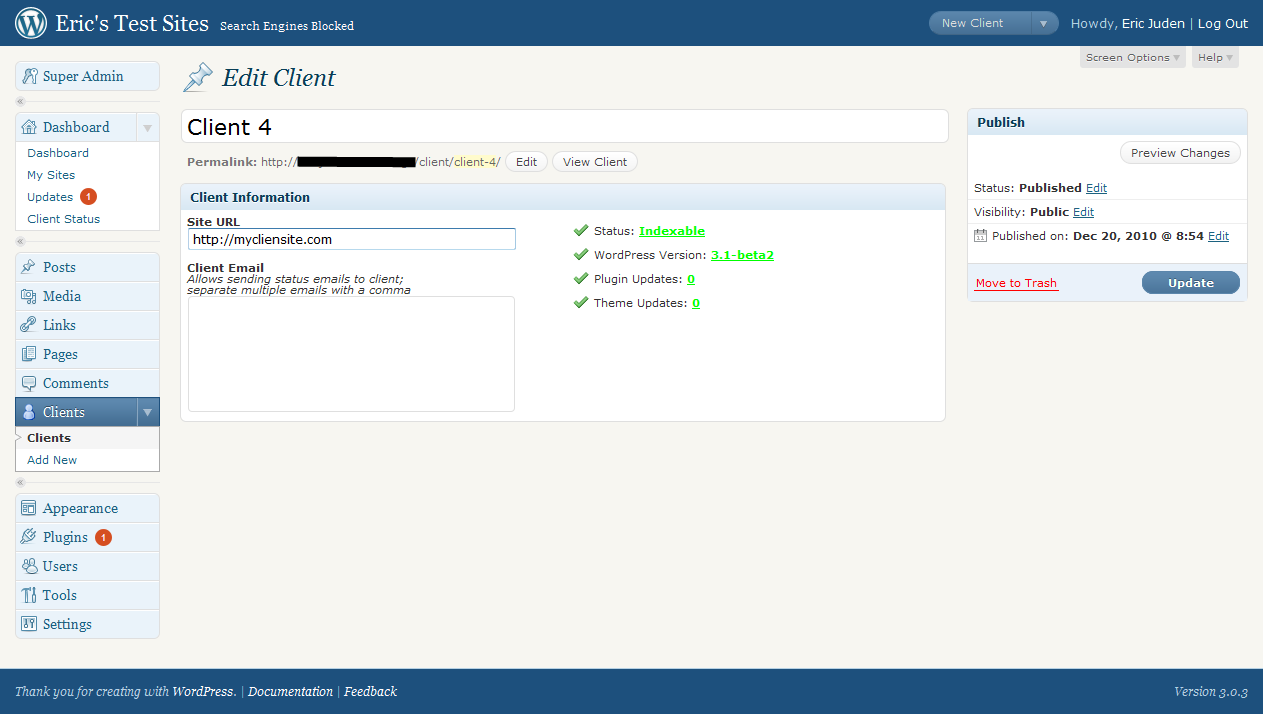 Eric's Test Sites Search Engines Blocked
New Client Howdy, Eric Juden | Log Out
Screen Options Help
Super Admin
Dashboard
Dashboard
My Sites
Updates 1
Client Status
Posts
Media
Links
Pages
Comments
Clients
Clients
Add New
Appearance
Plugins 1
Users
Tools
Settings
Edit Client
Client 4
Permalink: http:// /client/client-4/ Edit View Client
Client Information
Site URL
http://mycliensite.com
Client Email
Allows sending status emails to client;
separate multiple emails with a comma
Status: Indexable
WordPress Version: 3.1-beta2
Plugin Updates: 0
Theme Updates: 0
Publish
Preview Changes
Status: Published Edit
Visibility: Public Edit
Published on: Dec 20, 2010 @ 8:54 Edit
Move to Trash Update
Thank you for creating with WordPress. | Documentation | Feedback
Version 3.0.3